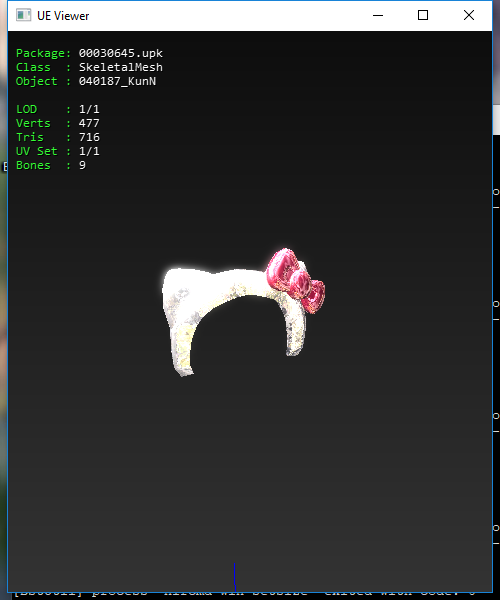 UE Viewer
Package: 00030645.upk
Class : SkeletalMesh
Object : 040187_KunN
LOD : 1/1
Verts : 477
Tris : 716
UV Set : 1/1
Bones : 9